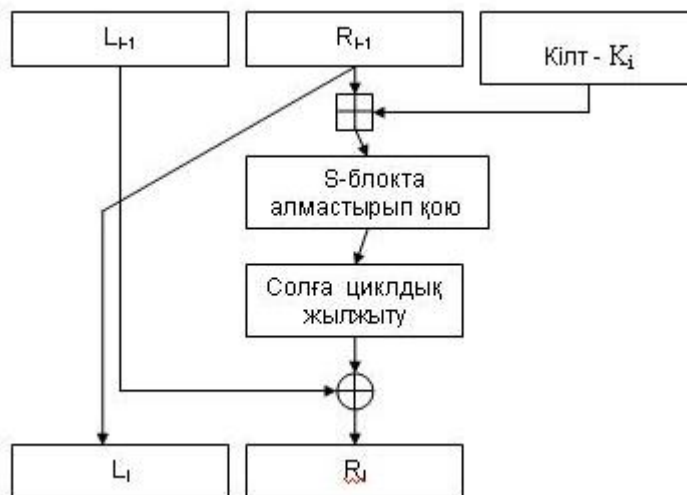 Li-1
Ri-1
Кілт - Ki
S-блокта
алмастырып қою
Солға циклдық
жылжыту
Li
Ri